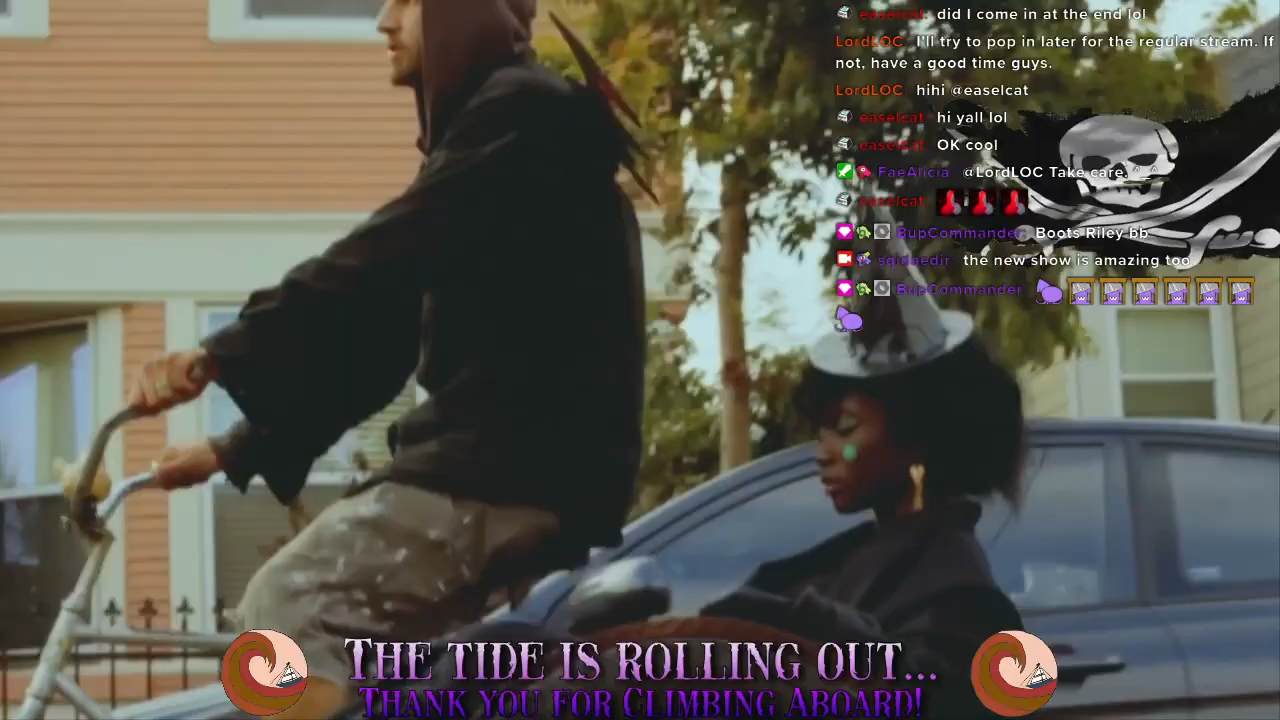 easelcat did I come in at the end lol
LordLOC I'll try to pop in later for the regular stream. If
not, have a good time guys.
LordLOC hihi @easelcat
easelcat hi yall lol
easelcat OK cool
FaeAlicia @LordLOC Take care.
easelcat
BupCommander Boots Riley bb
sqidnedir the new show is amazing too
BupCommander
THE TIDE IS ROLLING OUT...
THANK YOU FOR CLIMBING ABOARD!